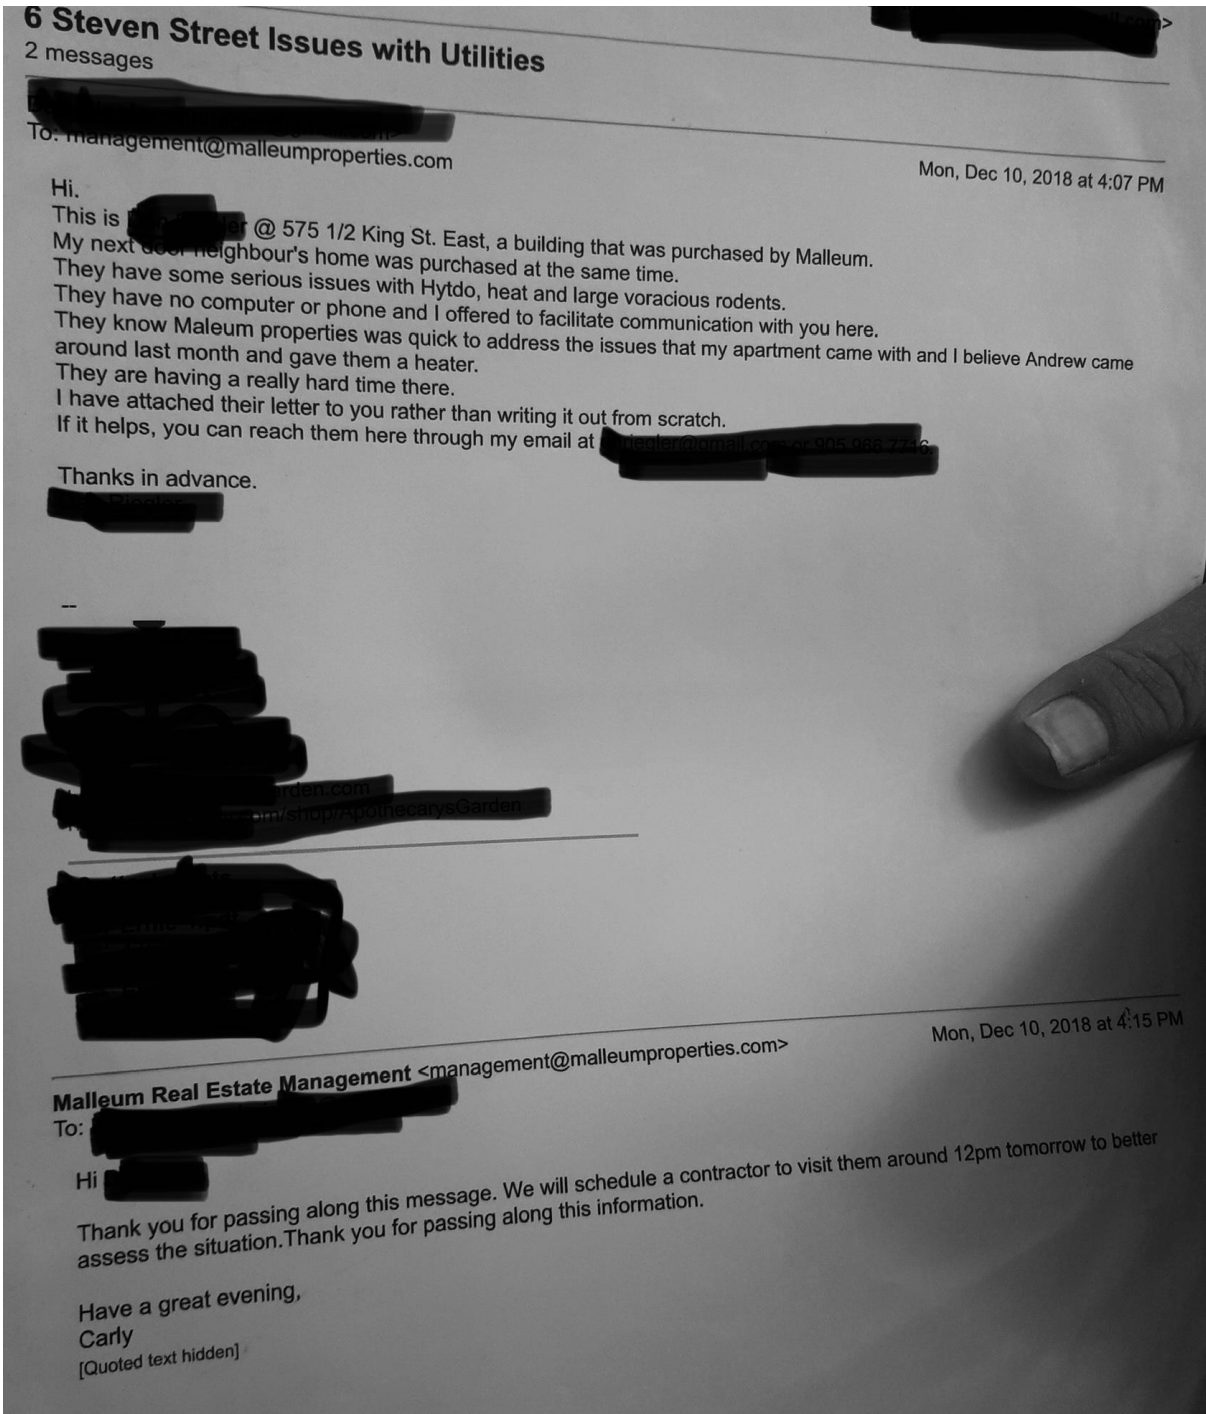 6 Steven Street Issues with Utilities
2 messages
To: management@malleumproperties.com
Mon, Dec 10, 2018 at 4:07 PM
Hi.
This is @ 575 1/2 King St. East, a building that was purchased by Malleum.
My next door neighbour's home was purchased at the same time.
They have some serious issues with Hytdo, heat and large voracious rodents.
They have no computer or phone and I offered to facilitate communication with you here.
They know Maleum properties was quick to address the issues that my apartment came with and I believe Andrew came
around last month and gave them a heater.
They are having a really hard time there.
I have attached their letter to you rather than writing it out from scratch.
If it helps, you can reach them here through my email at
Thanks in advance.
--
Malleum Real Estate Management <management@malleumproperties.com>
Mon, Dec 10, 2018 at 4:15 PM
To:
Hi
Thank you for passing along this message. We will schedule a contractor to visit them around 12pm tomorrow to better
assess the situation.Thank you for passing along this information.
Have a great evening,
Carly
[Quoted text hidden]